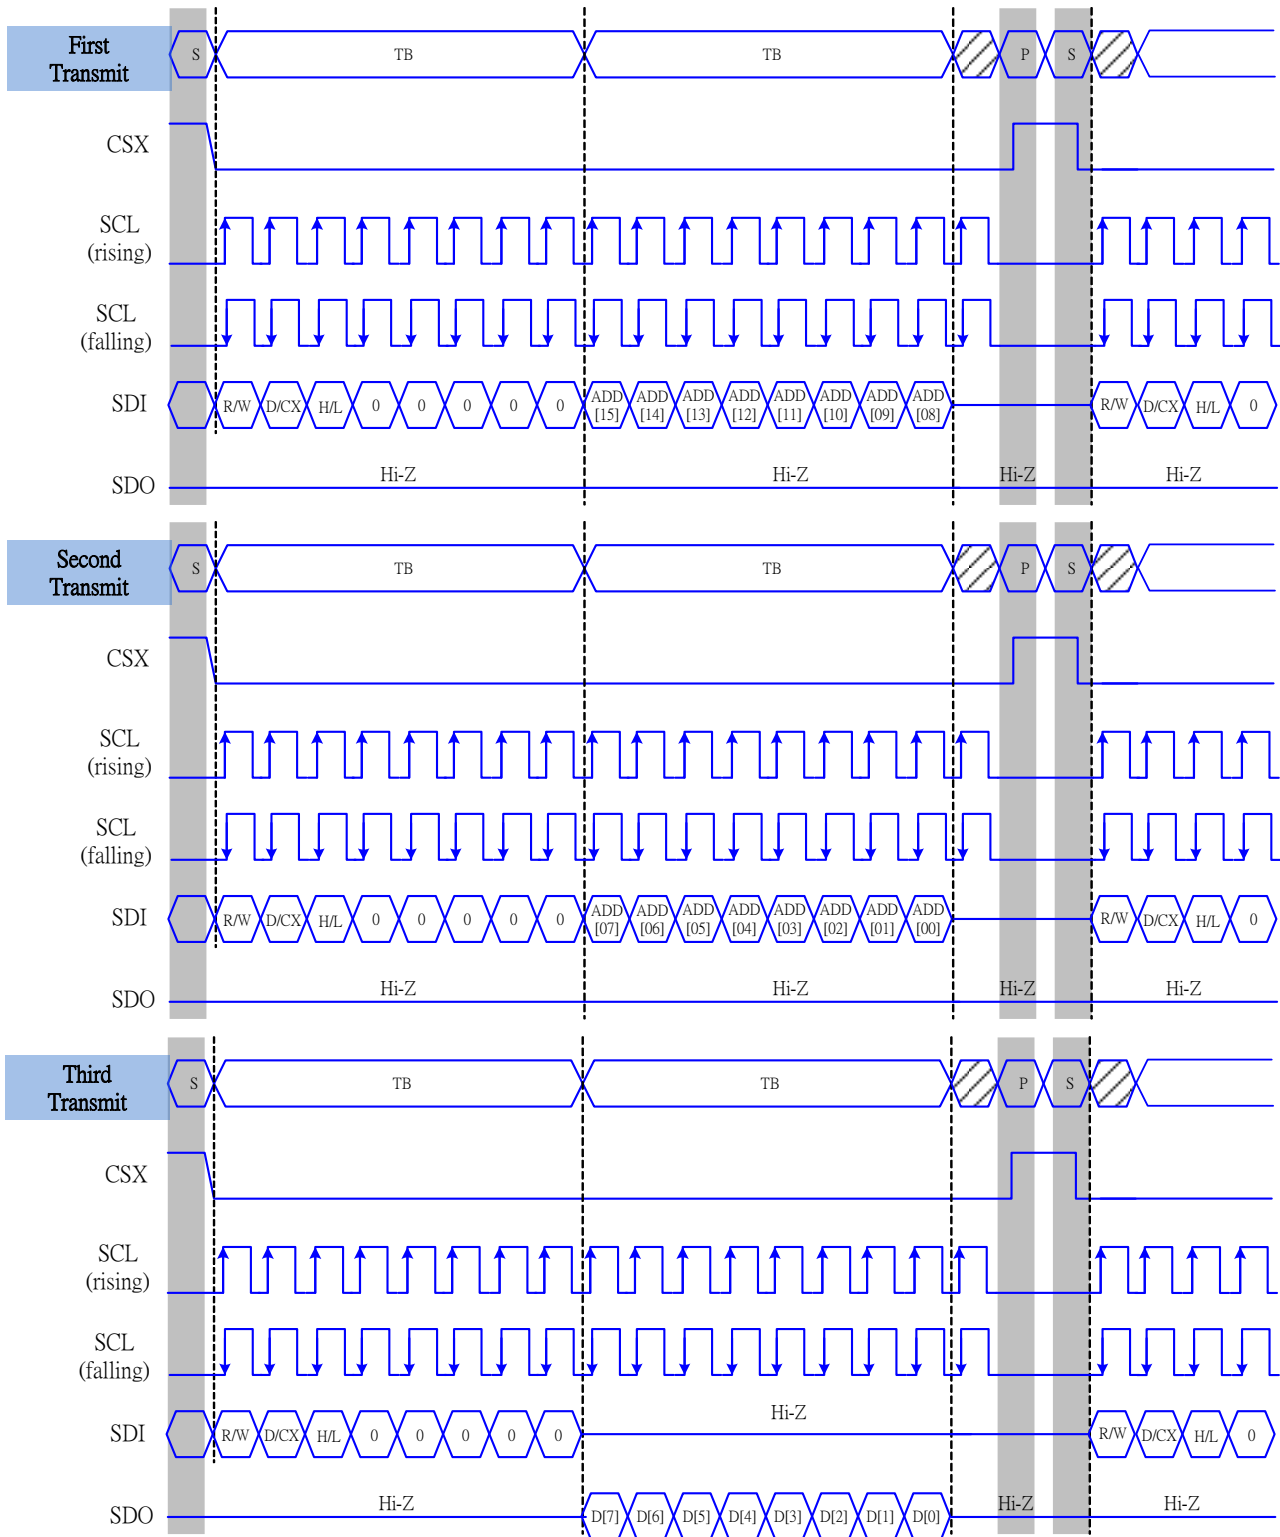 First
Transmit
S TB TB P S
CSX
SCL
(rising)
SCL
(falling)
SDI R/W D/CX H/L 0 0 0 0 0 ADD [15] ADD [14] ADD [13] ADD [12] ADD [11] ADD [10] ADD [09] ADD [08] R/W D/CX H/L 0
SDO Hi-Z Hi-Z Hi-Z Hi-Z
Second
Transmit
S TB TB P S
CSX
SCL
(rising)
SCL
(falling)
SDI R/W D/CX H/L 0 0 0 0 0 ADD [07] ADD [06] ADD [05] ADD [04] ADD [03] ADD [02] ADD [01] ADD [00] R/W D/CX H/L 0
SDO Hi-Z Hi-Z Hi-Z Hi-Z
Third
Transmit
S TB TB P S
CSX
SCL
(rising)
SCL
(falling)
SDI R/W D/CX H/L 0 0 0 0 0 Hi-Z R/W D/CX H/L 0
SDO Hi-Z D[7] D[6] D[5] D[4] D[3] D[2] D[1] D[0] Hi-Z Hi-Z